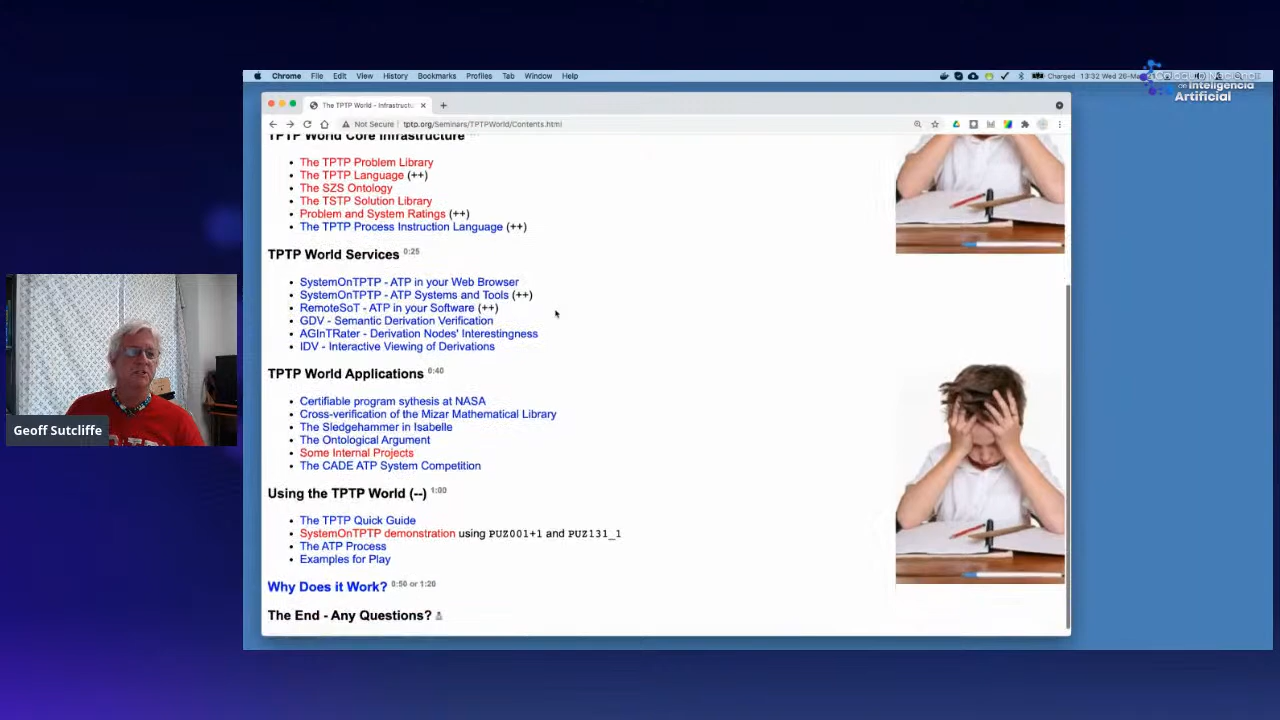 Chrome File Edit View History Bookmarks Profiles Tab Window Help
Charged 13:32 Wed 26-
Inteligencia
Artificial
The TPTP World - Infrastructu
Not Secure | tptp.org/Seminars/TPTPWorld/Contents.html
TPTP World Core Infrastructure
• The TPTP Problem Library
• The TPTP Language (++)
• The SZS Ontology
• The TSTP Solution Library
• Problem and System Ratings (++)
• The TPTP Process Instruction Language (++)
TPTP World Services 0:25
• SystemOnTPTP - ATP in your Web Browser
• SystemOnTPTP - ATP Systems and Tools (++)
• RemoteSoT - ATP in your Software (++)
• GDV - Semantic Derivation Verification
• AGInTRater - Derivation Nodes' Interestingness
• IDV - Interactive Viewing of Derivations
TPTP World Applications 0:40
• Certifiable program sythesis at NASA
• Cross-verification of the Mizar Mathematical Library
• The Sledgehammer in Isabelle
• The Ontological Argument
• Some Internal Projects
• The CADE ATP System Competition
Using the TPTP World (--) 1:00
• The TPTP Quick Guide
• SystemOnTPTP demonstration using PUZ001+1 and PUZ131_1
• The ATP Process
• Examples for Play
Why Does it Work? 0:50 or 1:20
The End - Any Questions?
Geoff Sutcliffe